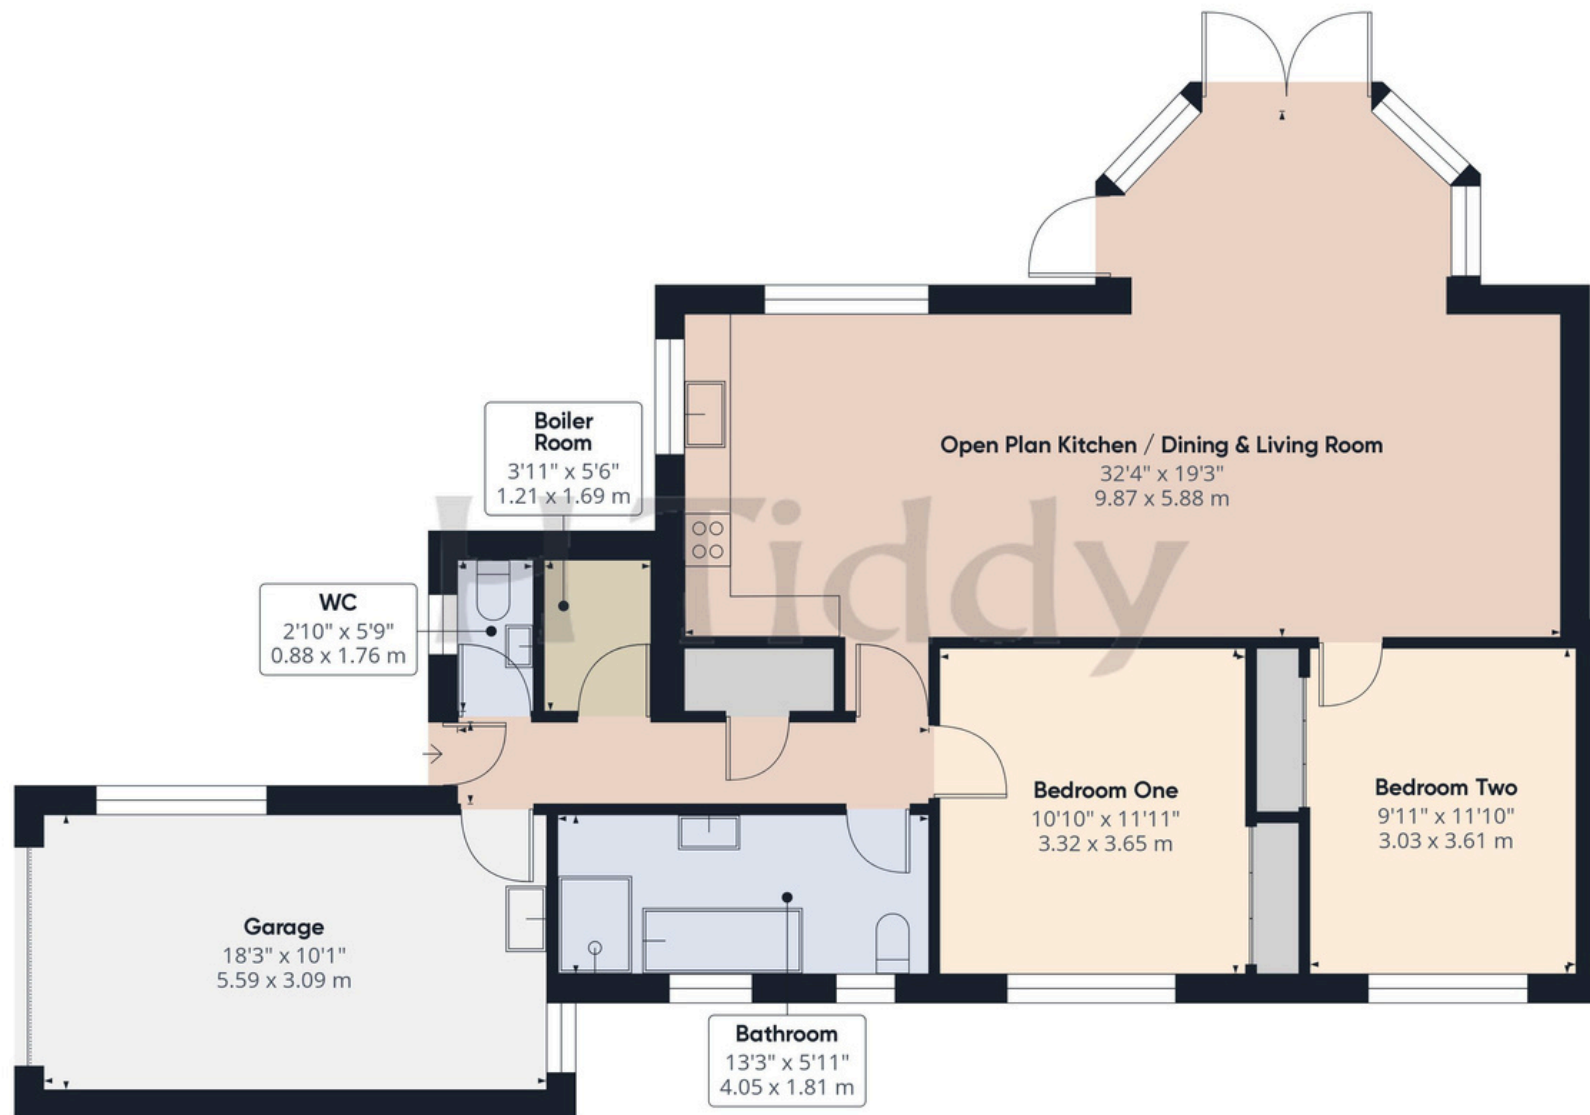 Boiler
Room
3'11" x 5'6"
1.21 x 1.69 m
Open Plan Kitchen / Dining & Living Room
32'4" x 19'3"
9.87 x 5.88 m
H Tiddy
WC
2'10" x 5'9"
0.88 x 1.76 m
Bedroom One
10'10" x 11'11"
3.32 x 3.65 m
Bedroom Two
9'11" x 11'10"
3.03 x 3.61 m
Garage
18'3" x 10'1"
5.59 x 3.09 m
Bathroom
13'3" x 5'11"
4.05 x 1.81 m